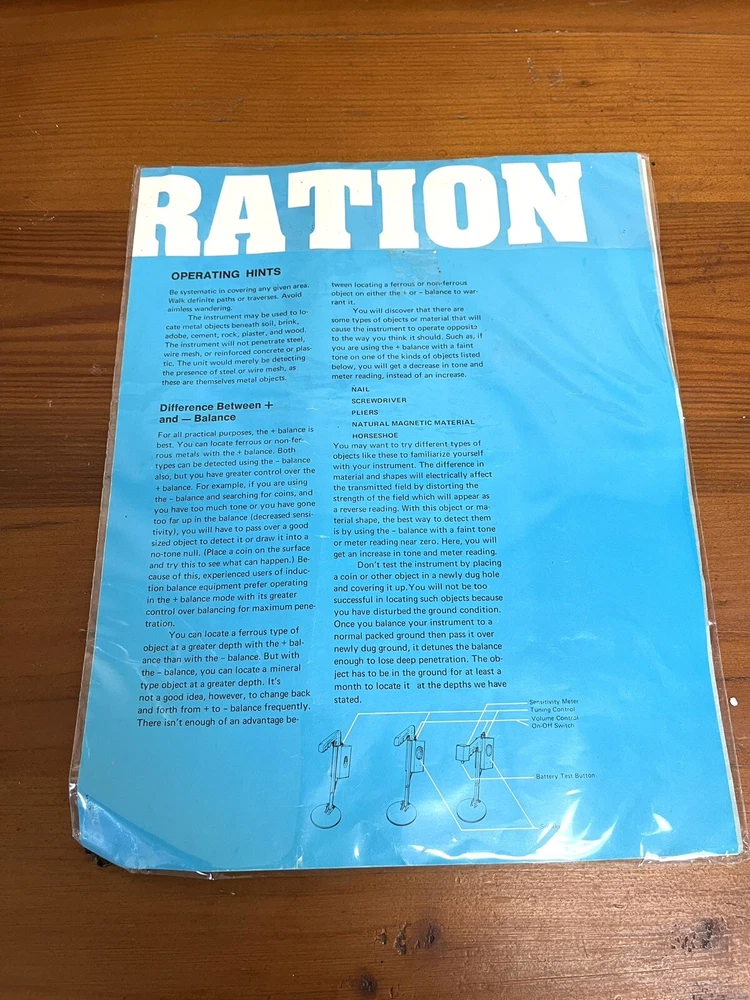 RATION
OPERATING HINTS
Be systematic in covering any given area.
Walk definite paths or traverses. Avoid
aimless wandering.
The instrument may be used to lo-
cate metal objects beneath soil, brink,
adobe, cement, rock, plaster, and wood.
The instrument will not penetrate steel,
wire mesh, or reinforced concrete or plas-
tic. The unit would merely be detecting
the presence of steel or wire mesh, as
these are themselves metal objects.
Difference Between +
and — Balance
For all practical purposes, the + balance is
best. You can locate ferrous or non-fer-
rous metals with the + balance. Both
types can be detected using the – balance
also, but you have greater control over the
+ balance. For example, if you are using
the – balance and searching for coins, and
you have too much tone or you have gone
too far up in the balance (decreased sensi-
tivity), you will have to pass over a good
sized object to detect it or draw it into a
no-tone null. (Place a coin on the surface
and try this to see what can happen.) Be-
cause of this, experienced users of induc-
tion balance equipment prefer operating
in the + balance mode with its greater
control over balancing for maximum pene-
tration.
You can locate a ferrous type of
object at a greater depth with the + bal-
ance than with the – balance. But with
the – balance, you can locate a mineral
type object at a greater depth. It's
not a good idea, however, to change back
and forth from + to – balance frequently.
There isn't enough of an advantage be-
tween locating a ferrous or non-ferrous
object on either the + or – balance to war-
rant it.
You will discover that there are
some types of objects or material that will
cause the instrument to operate opposite
to the way you think it should. Such as, if
you are using the + balance with a faint
tone on one of the kinds of objects listed
below, you will get a decrease in tone and
meter reading, instead of an increase.
NAIL
SCREWDRIVER
PLIERS
NATURAL MAGNETIC MATERIAL
HORSESHOE
You may want to try different types of
objects like these to familiarize yourself
with your instrument. The difference in
material and shapes will electrically affect
the transmitted field by distorting the
strength of the field which will appear as
a reverse reading. With this object or ma-
terial shape, the best way to detect them
is by using the – balance with a faint tone
or meter reading near zero. Here, you will
get an increase in tone and meter reading.
Don't test the instrument by placing
a coin or other object in a newly dug hole
and covering it up. You will not be too
successful in locating such objects because
you have disturbed the ground condition.
Once you balance your instrument to a
normal packed ground then pass it over
newly dug ground, it detunes the balance
enough to lose deep penetration. The ob-
ject has to be in the ground for at least a
month to locate it at the depths we have
stated.
Sensitivity Meter
Tuning Control
Volume Control
On-Off Switch
Battery Test Button